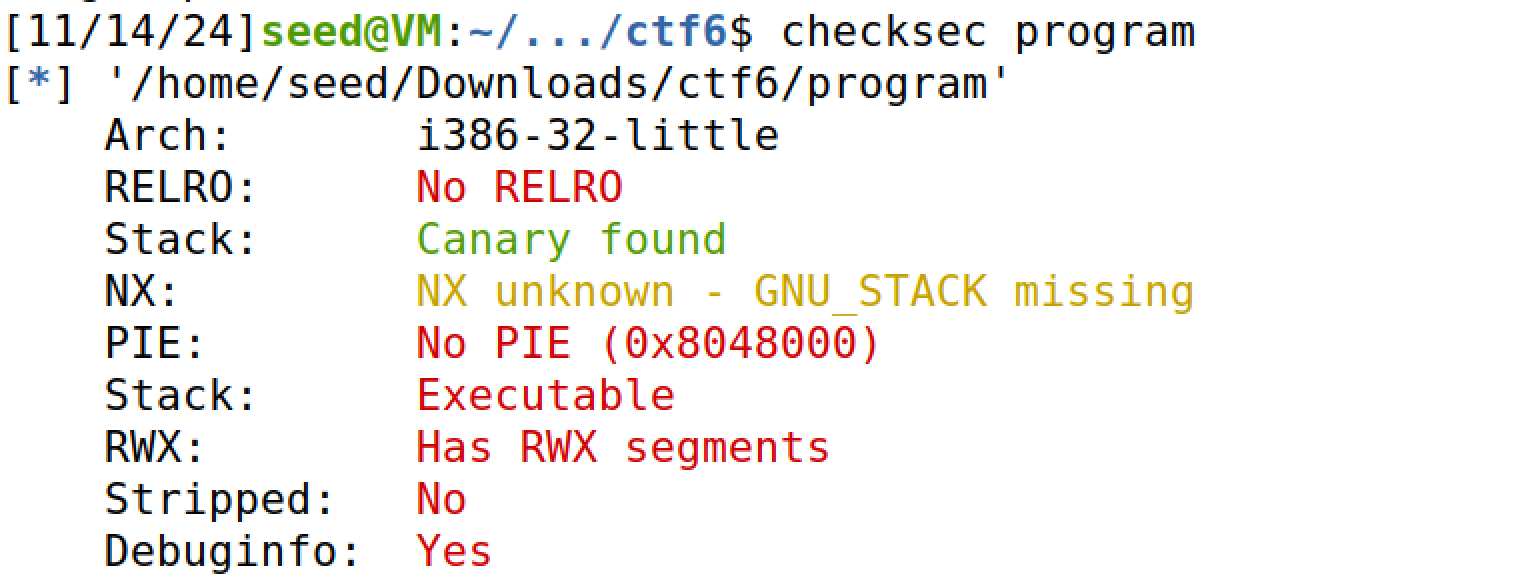 [11/14/24]seed@VM:~/.../ctf6$ checksec program
[*] '/home/seed/Downloads/ctf6/program'
    Arch:       i386-32-little
    RELRO:      No RELRO
    Stack:      Canary found
    NX:         NX unknown - GNU_STACK missing
    PIE:        No PIE (0x8048000)
    Stack:      Executable
    RWX:        Has RWX segments
    Stripped:   No
    Debuginfo:  Yes